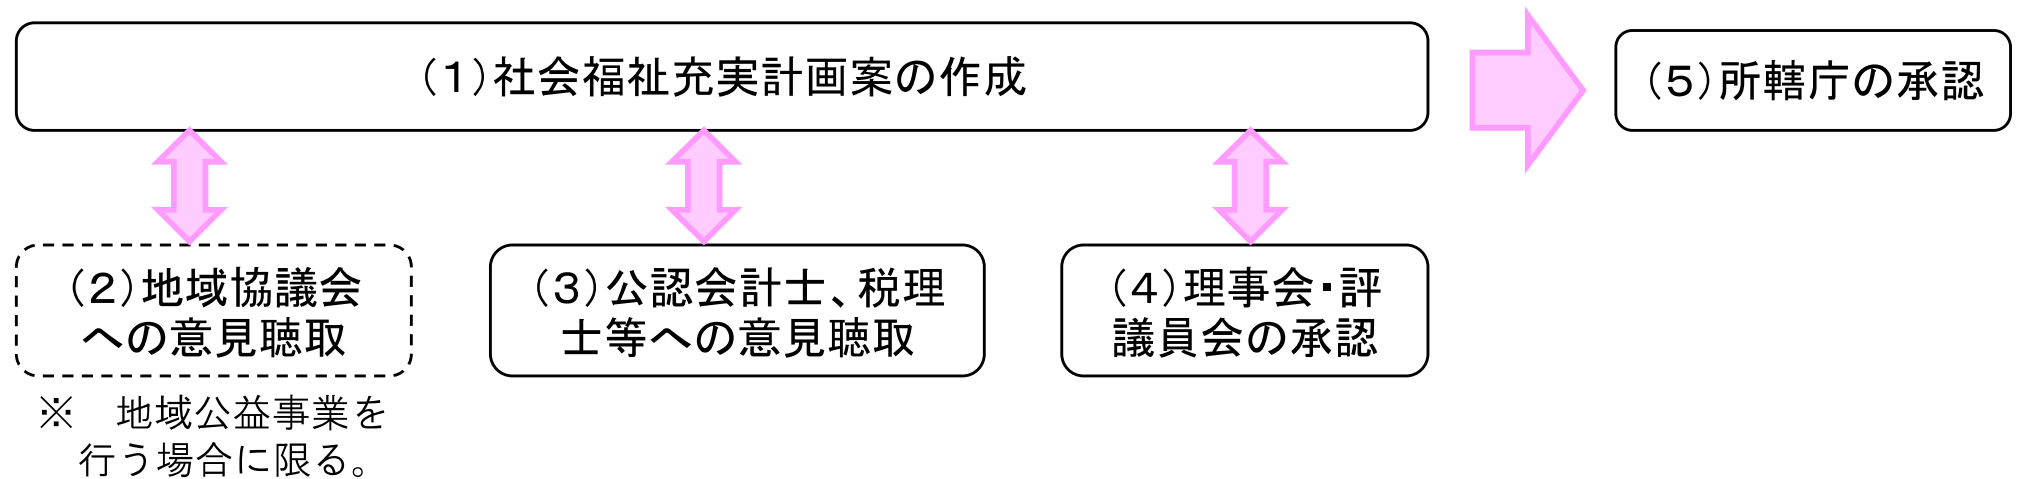 （１）社会福祉充実計画案の作成
（５）所轄庁の承認
（２）地域協議会
への意見聴取
（３）公認会計士、税理
士等への意見聴取
（４）理事会・評
議員会の承認
※　地域公益事業を
行う場合に限る。